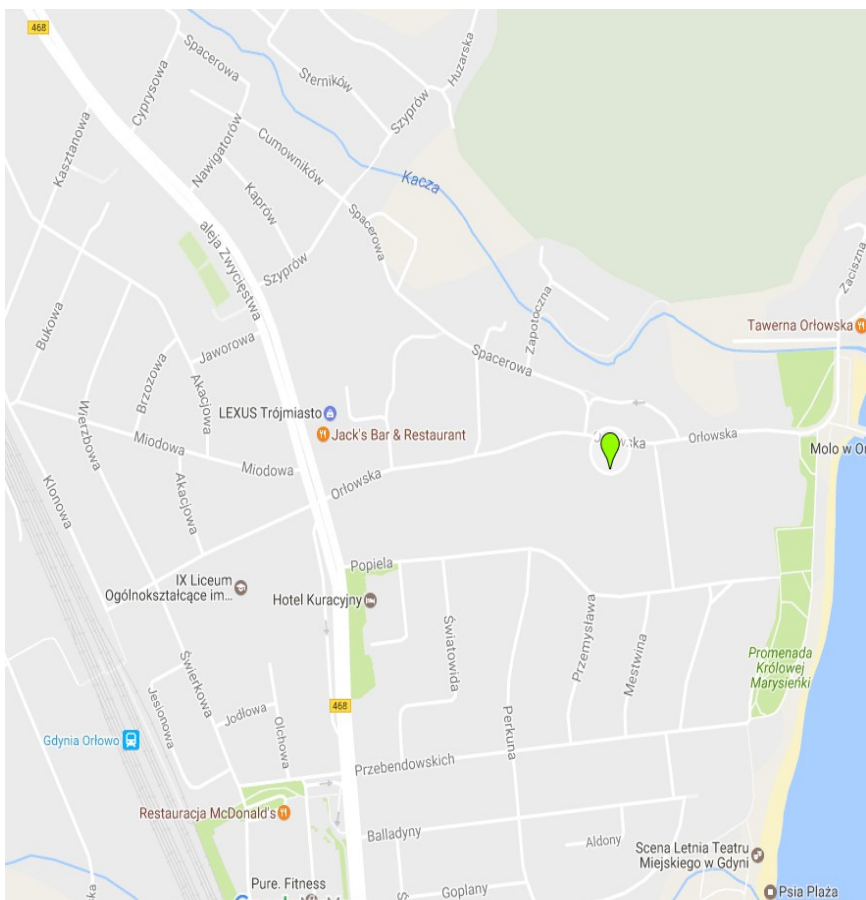 468
Spacerowa
Huzarska
Sterników
Cyprysowa
Szyprów
Kasztanowa
Nawigatorów
Cumowników
Kacza
Kaprów
Spacerowa
aleja Zwycięstwa
Szyprów
Zaciszna
Zapotoczna
Bukowa
Tawerna Orłowska
Jaworowa
Spacerowa
Brzozowa
Akacjowa
LEXUS Trójmiasto
Wierzbowa
Jack's Bar & Restaurant
Miodowa
Orłowska
Molo w Or
Miodowa
Orłowska
Klonowa
Akacjowa
Popiela
IX Liceum
Ogólnokształcące im...
Hotel Kuracyjny
Światowida
Przemysława
Mestwina
Promenada
Królowej
Marysieńki
Świerkowa
Jesionowa
Jodłowa
Olchowa
468
Perkuna
Gdynia Orłowo
Przebendowskich
Restauracja McDonald's
Balladyny
Aldony
Scena Letnia Teatru
Miejskiego w Gdyni
Pure. Fitness
Goplany
Psia Plaża